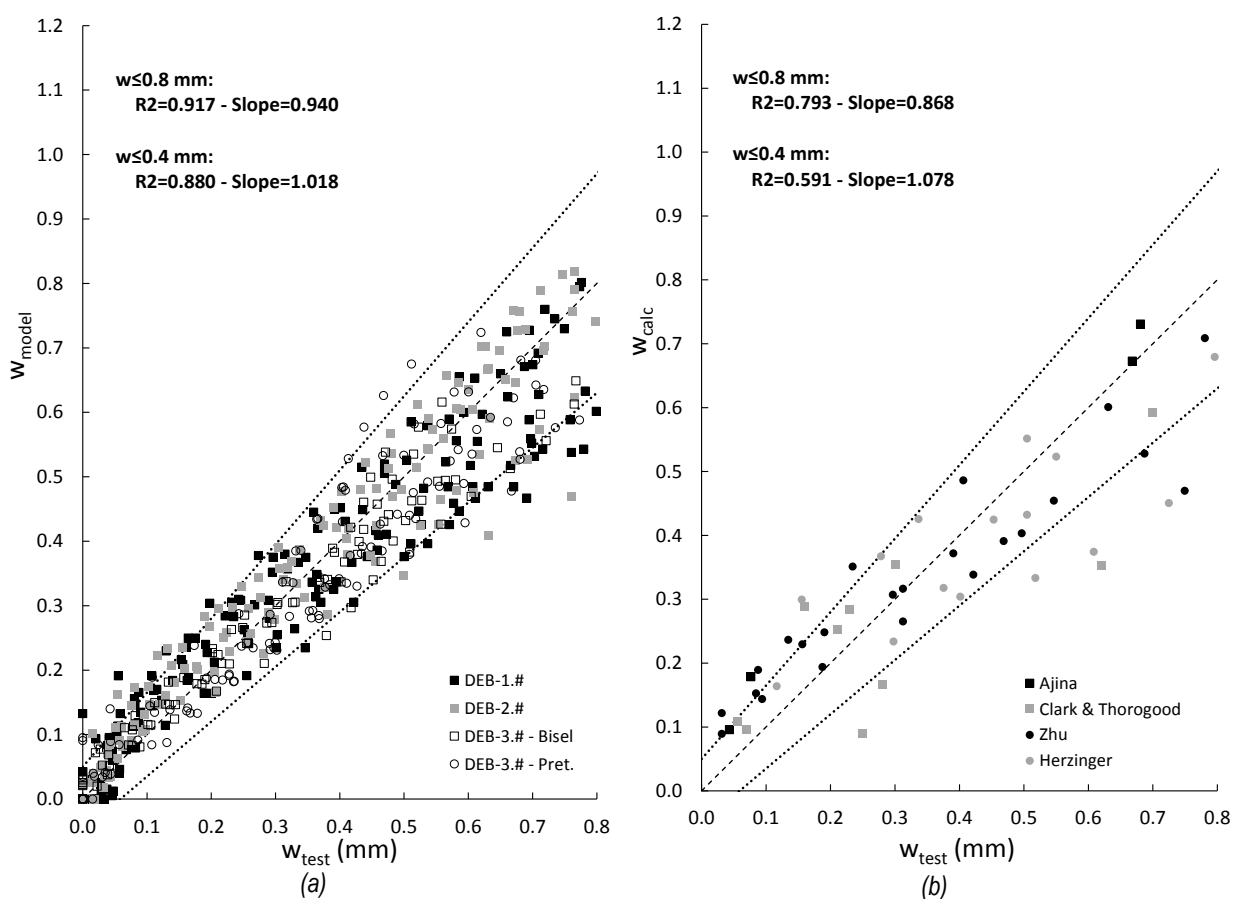 1.2
1.1
1.0
0.9
0.8
0.7
0.6
0.5
0.4
0.3
0.2
0.1
0.0
w_model
w≤0.8 mm:
R2=0.917 - Slope=0.940
w≤0.4 mm:
R2=0.880 - Slope=1.018
DEB-1.#
DEB-2.#
DEB-3.# - Bisel
DEB-3.# - Pret.
0.0 0.1 0.2 0.3 0.4 0.5 0.6 0.7 0.8
w_test (mm)
(a)
1.2
1.1
1.0
0.9
0.8
0.7
0.6
0.5
0.4
0.3
0.2
0.1
0.0
w_calc
w≤0.8 mm:
R2=0.793 - Slope=0.868
w≤0.4 mm:
R2=0.591 - Slope=1.078
Ajina
Clark & Thorogood
Zhu
Herzinger
0.0 0.1 0.2 0.3 0.4 0.5 0.6 0.7 0.8
w_test (mm)
(b)